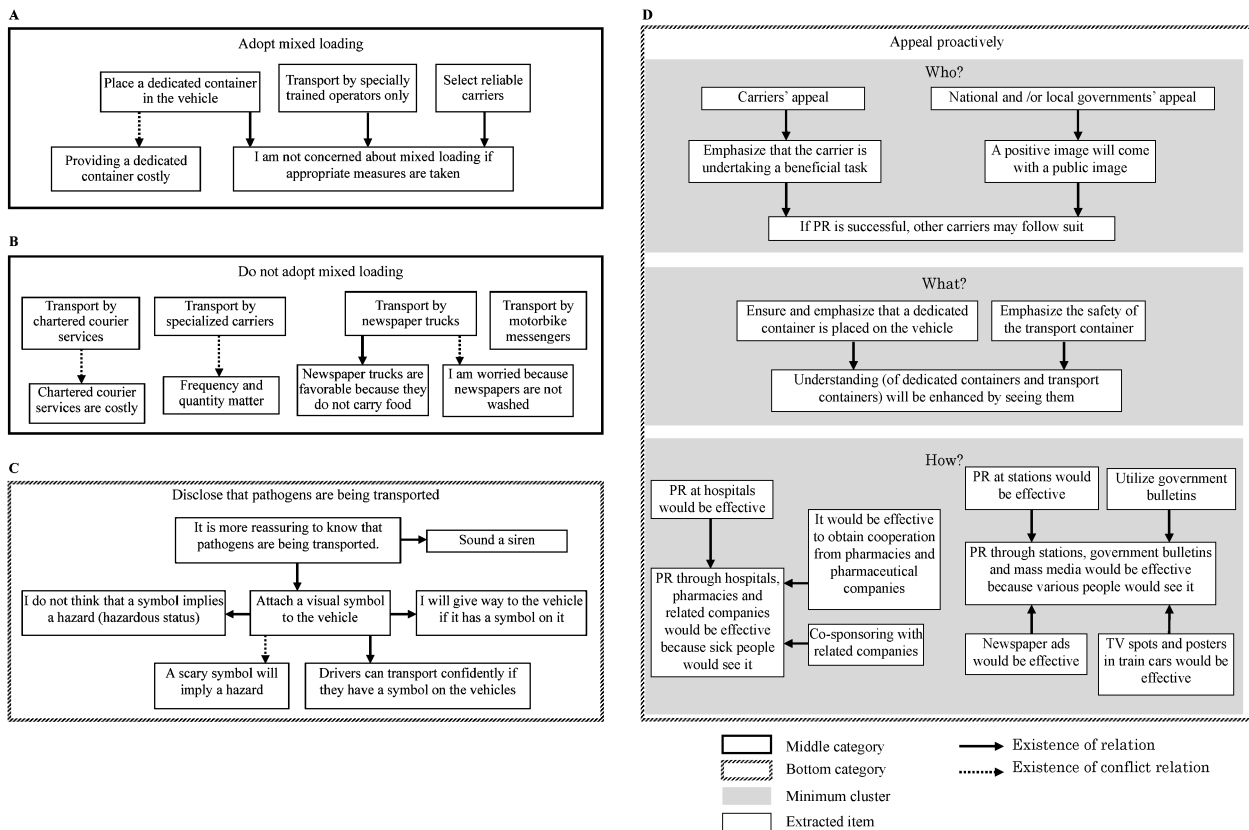 A
Adopt mixed loading
Place a dedicated container
in the vehicle
Transport by specially
trained operators only
Select reliable
carriers
Providing a dedicated
container costly
I am not concerned about mixed loading if
appropriate measures are taken
B
Do not adopt mixed loading
Transport by
chartered courier
services
Transport by
specialized carriers
Transport by
newspaper trucks
Transport by
motorbike
messengers
Chartered courier
services are costly
Frequency and
quantity matter
Newspaper trucks are
favorable because they
do not carry food
I am worried because
newspapers are not
washed
C
Disclose that pathogens are being transported
It is more reassuring to know that
pathogens are being transported.
Sound a siren
I do not think that a symbol implies
a hazard (hazardous status)
Attach a visual symbol
to the vehicle
I will give way to the vehicle
if it has a symbol on it
A scary symbol will
imply a hazard
Drivers can transport confidently if
they have a symbol on the vehicles
D
Appeal proactively
Who?
Carriers’ appeal
National and /or local governments’ appeal
Emphasize that the carrier is
undertaking a beneficial task
A positive image will come
with a public image
If PR is successful, other carriers may follow suit
What?
Ensure and emphasize that a dedicated
container is placed on the vehicle
Emphasize the safety of
the transport container
Understanding (of dedicated containers and transport
containers) will be enhanced by seeing them
How?
PR at hospitals
would be effective
It would be effective
to obtain cooperation
from pharmacies and
pharmaceutical
companies
PR through hospitals,
pharmacies and
related companies
would be effective
because sick people
would see it
Co-sponsoring with
related companies
PR at stations would
be effective
Utilize government
bulletins
PR through stations, government bulletins
and mass media would be effective
because various people would see it
Newspaper ads
would be effective
TV spots and posters
in train cars would be
effective
Middle category
Bottom category
Minimum cluster
Extracted item
Existence of relation
Existence of conflict relation